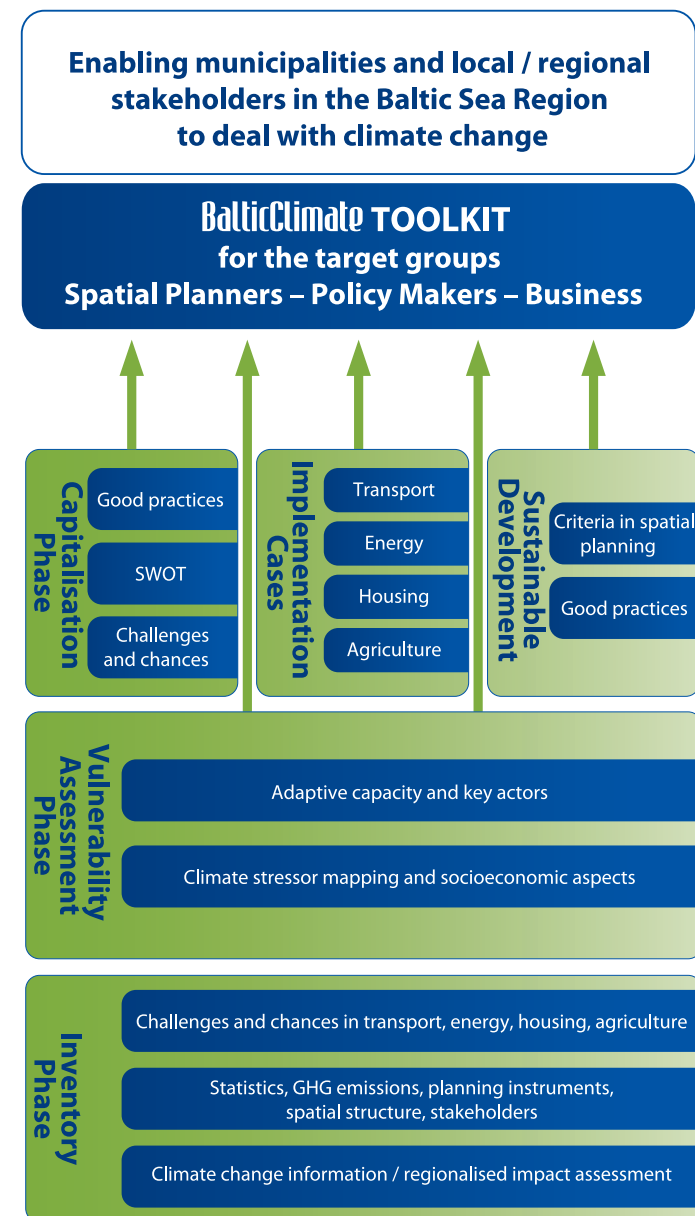 Enabling municipalities and local / regional
stakeholders in the Baltic Sea Region
to deal with climate change
BalticClimate TOOLKIT
for the target groups
Spatial Planners – Policy Makers – Business
Capitalisation
Phase
Good practices
SWOT
Challenges
and chances
Implementation
Cases
Transport
Energy
Housing
Agriculture
Sustainable
Development
Criteria in spatial
planning
Good practices
Vulnerability
Assessment
Phase
Adaptive capacity and key actors
Climate stressor mapping and socioeconomic aspects
Inventory
Phase
Challenges and chances in transport, energy, housing, agriculture
Statistics, GHG emissions, planning instruments,
spatial structure, stakeholders
Climate change information / regionalised impact assessment